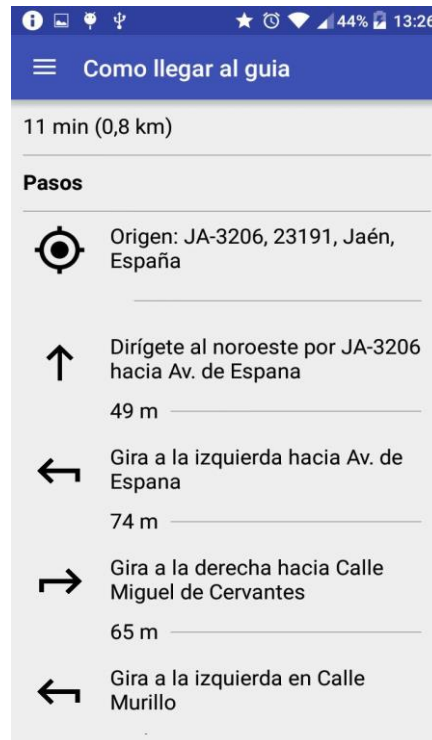 44% 13:26
Como llegar al guia
11 min (0,8 km)
Pasos
Origen: JA-3206, 23191, Jaén,
España
Dirígete al noroeste por JA-3206
hacia Av. de Espana
49 m
Gira a la izquierda hacia Av. de
Espana
74 m
Gira a la derecha hacia Calle
Miguel de Cervantes
65 m
Gira a la izquierda en Calle
Murillo